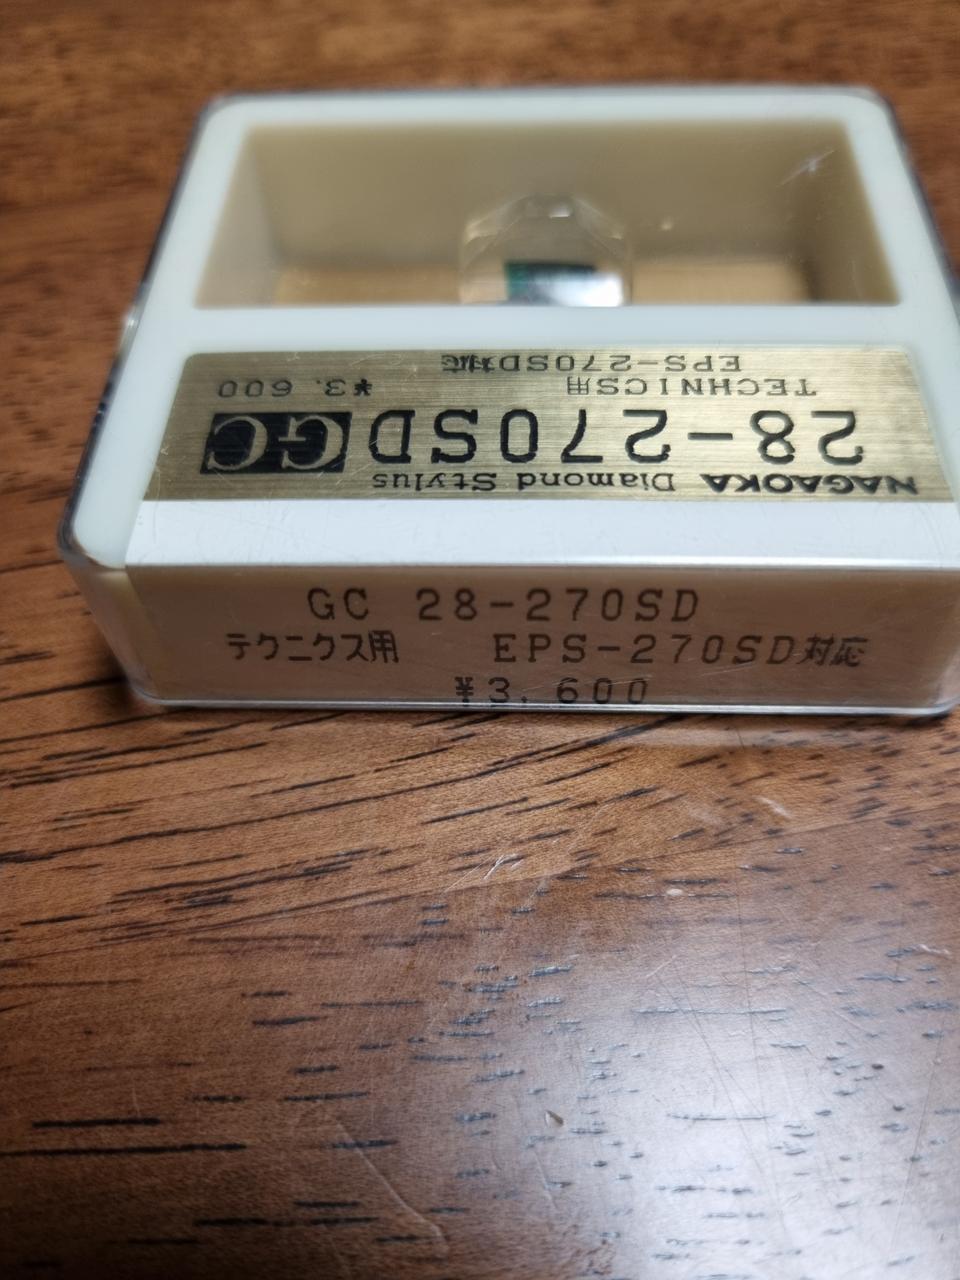 NAGAOKA Diamond Stylus
28-270SD GC
TECHNICS用 ¥3,600
EPS-270SD対応
GC 28-270SD
テクニクス用 EPS-270SD対応
¥3,600